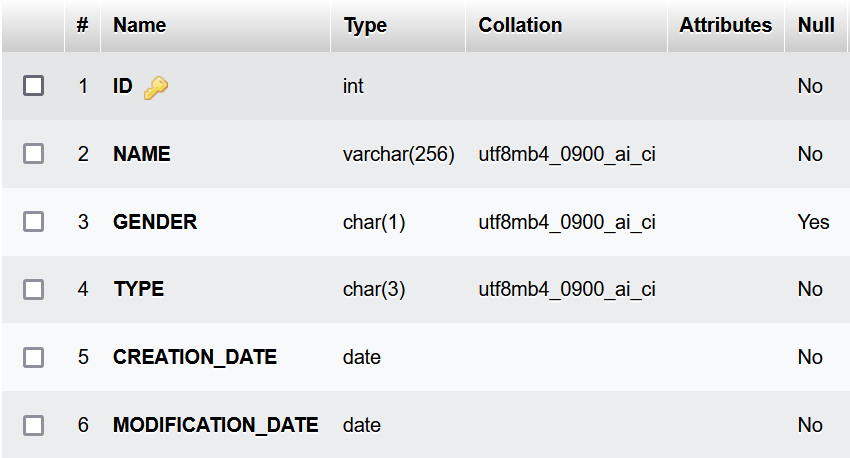 # Name Type Collation Attributes Null
1 ID int No
2 NAME varchar(256) utf8mb4_0900_ai_ci No
3 GENDER char(1) utf8mb4_0900_ai_ci Yes
4 TYPE char(3) utf8mb4_0900_ai_ci No
5 CREATION_DATE date No
6 MODIFICATION_DATE date No